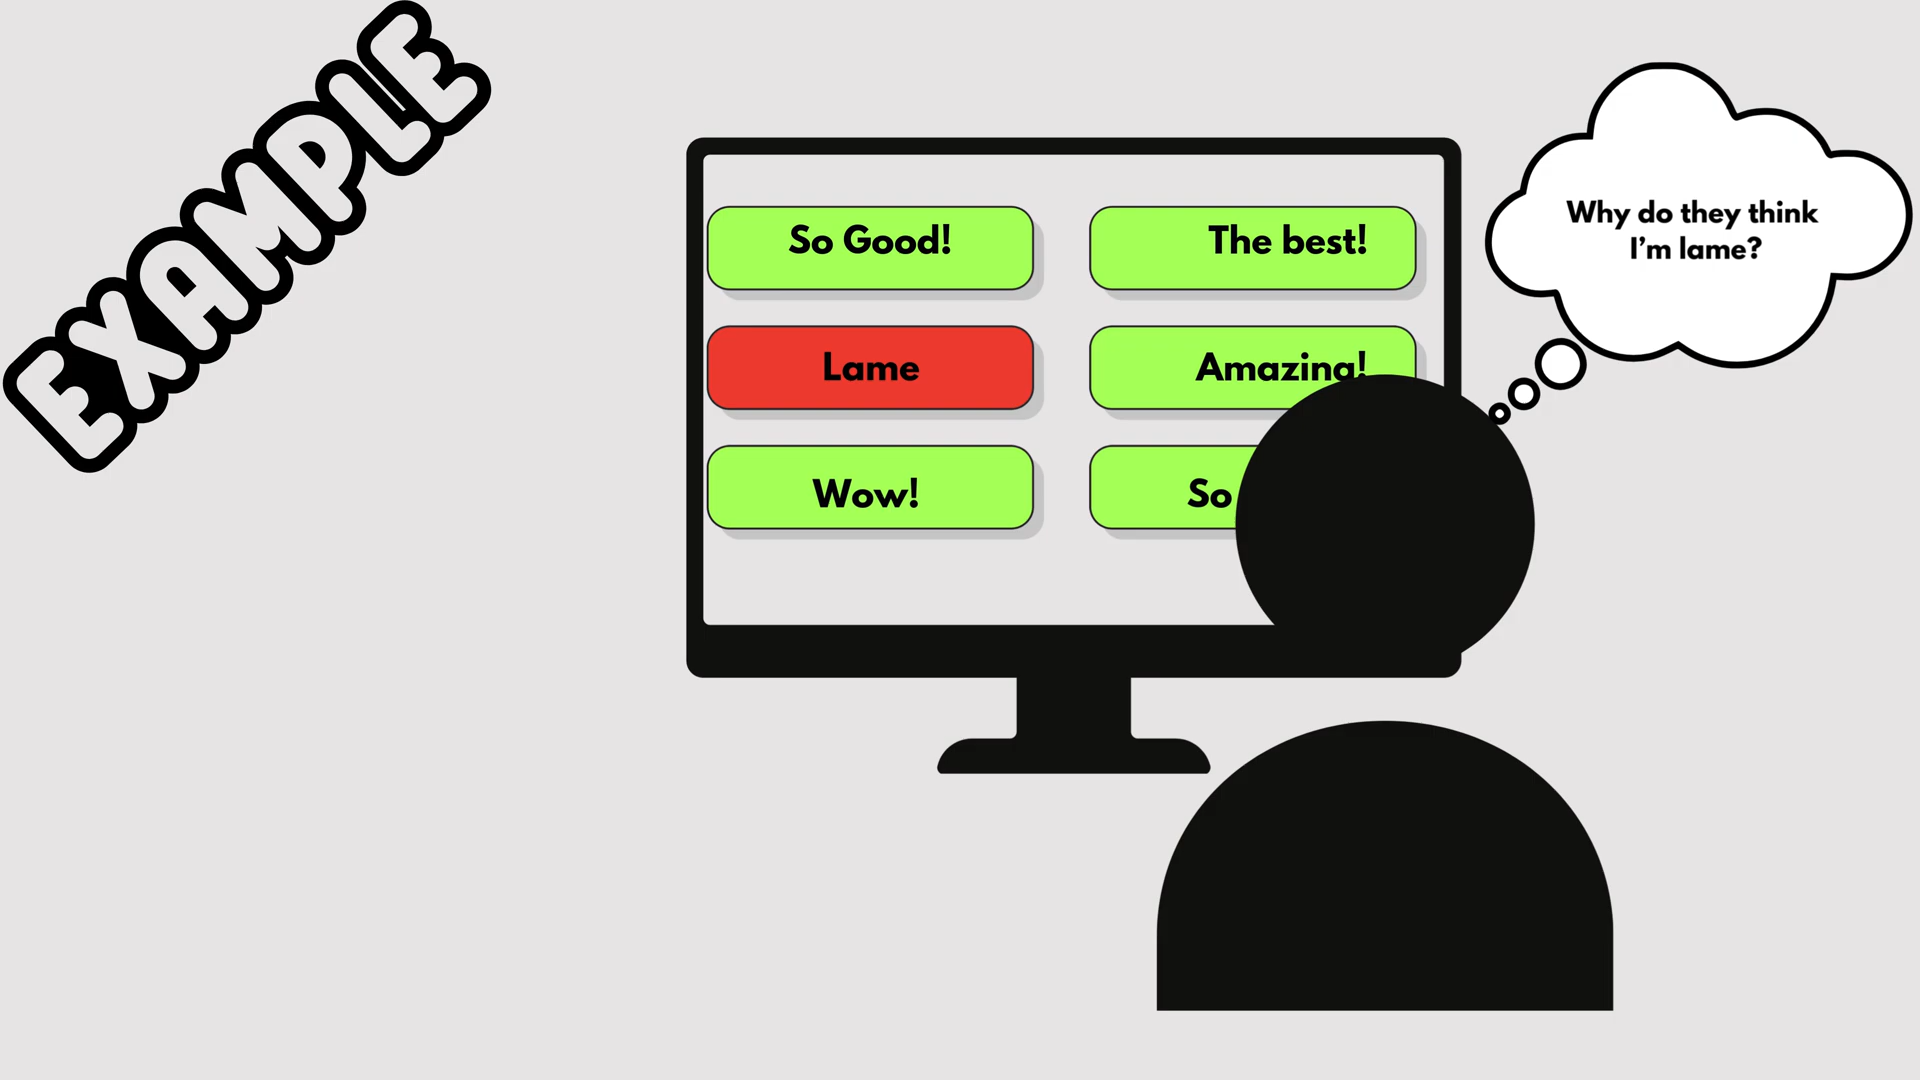 EXAMPLE
So Good!
The best!
Lame
Amazing!
Wow!
So
Why do they think
I'm lame?